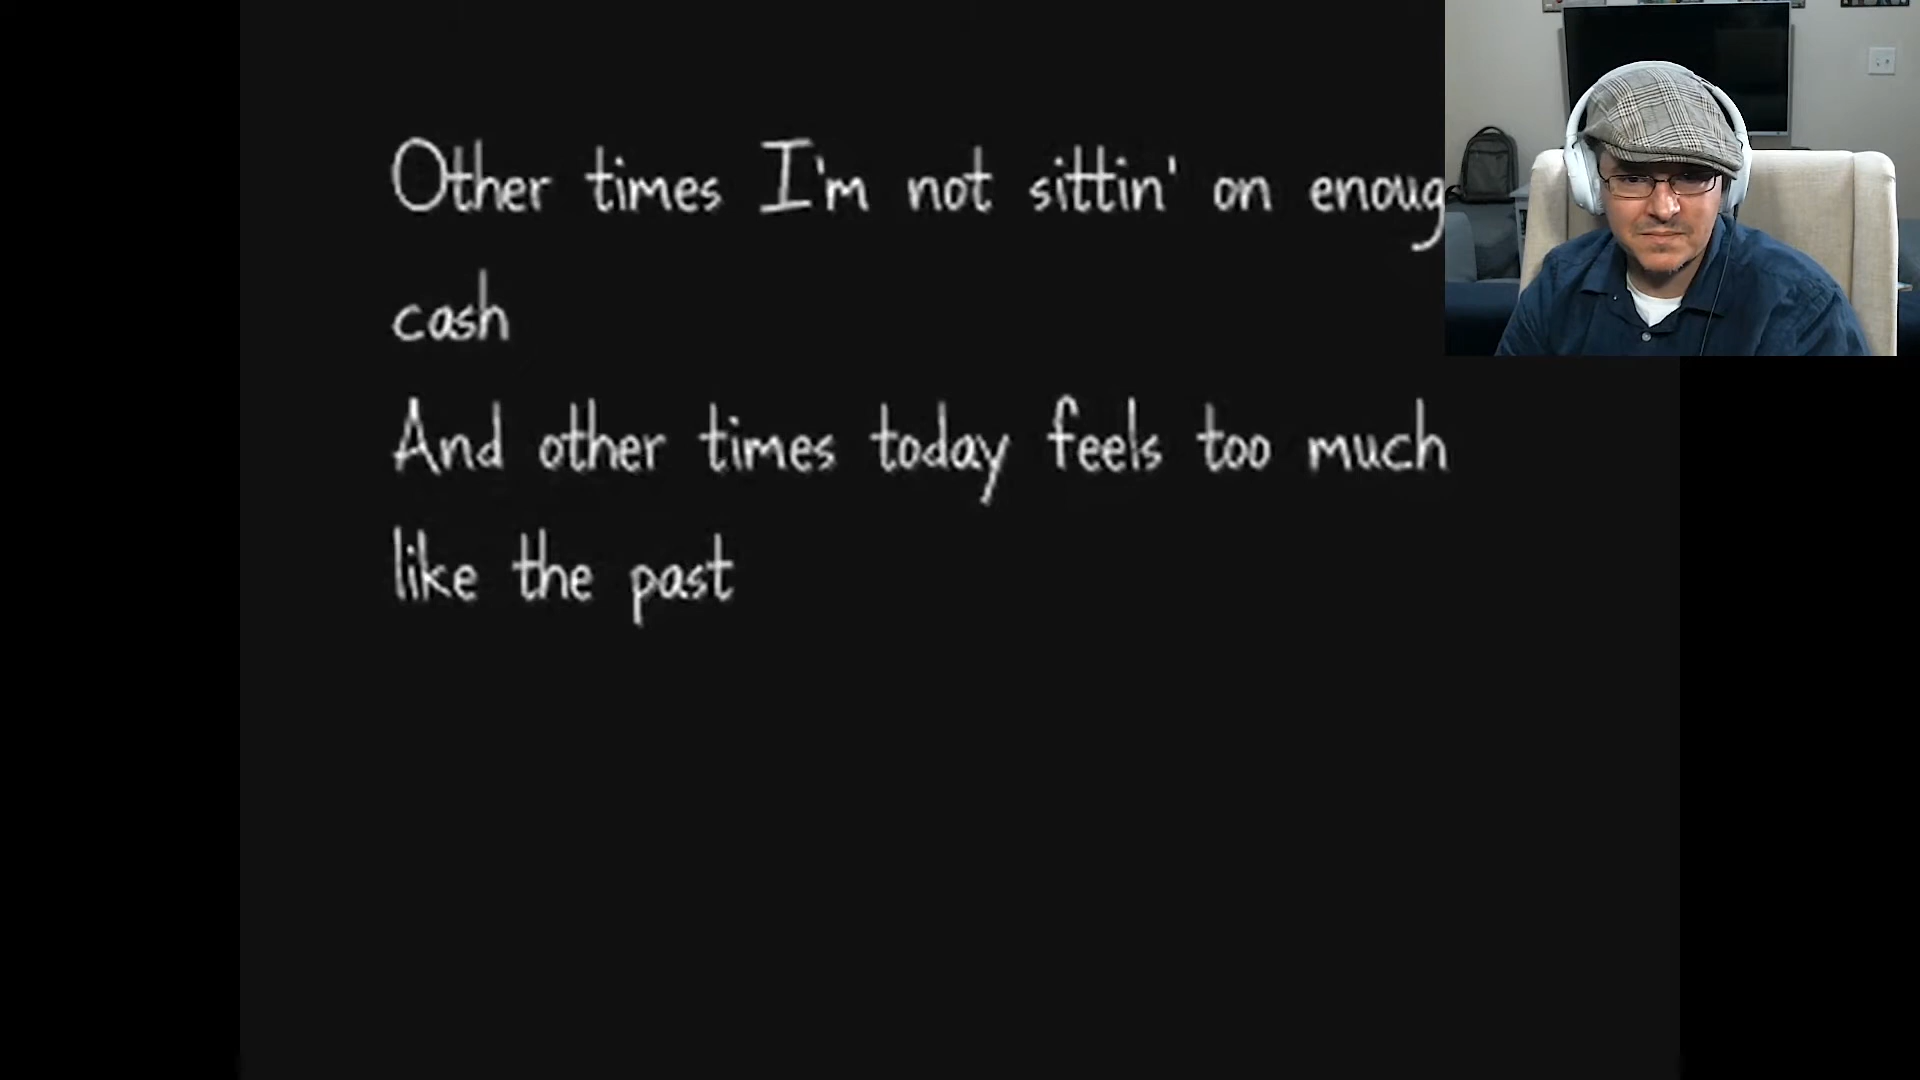 Other times I'm not sittin' on enoug
cash
And other times today feels too much
like the past